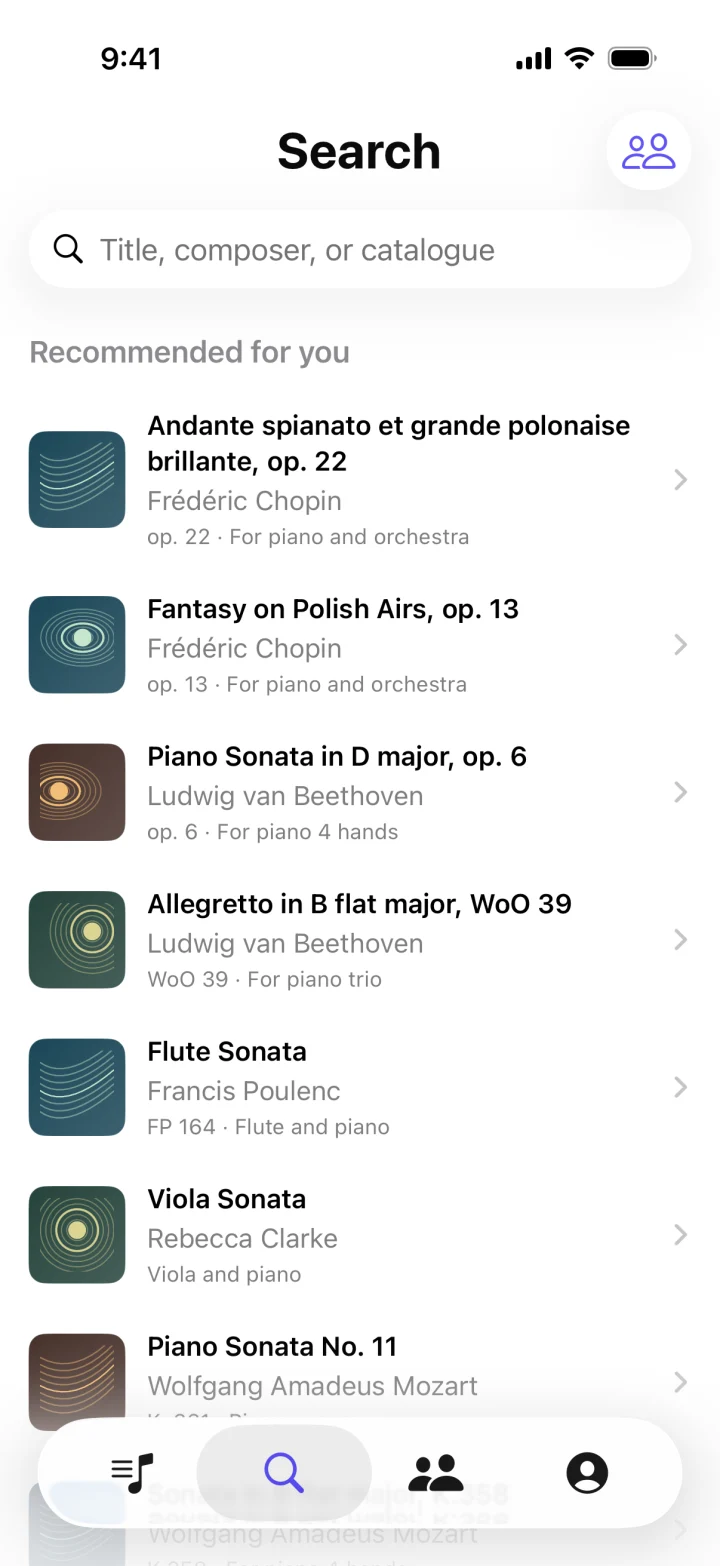 9:41
Search
Title, composer, or catalogue
Recommended for you
Andante spianato et grande polonaise
brillante, op. 22
Frédéric Chopin
op. 22 · For piano and orchestra
Fantasy on Polish Airs, op. 13
Frédéric Chopin
op. 13 · For piano and orchestra
Piano Sonata in D major, op. 6
Ludwig van Beethoven
op. 6 · For piano 4 hands
Allegretto in B flat major, WoO 39
Ludwig van Beethoven
WoO 39 · For piano trio
Flute Sonata
Francis Poulenc
FP 164 · Flute and piano
Viola Sonata
Rebecca Clarke
Viola and piano
Piano Sonata No. 11
Wolfgang Amadeus Mozart
Wolfgang Amadeus Mozart